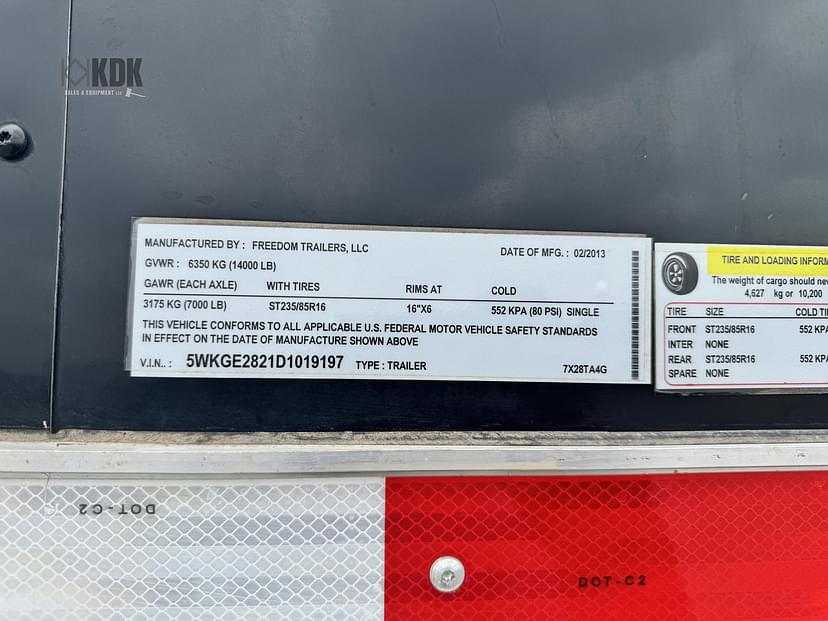 KDK
SALES & EQUIPMENT LLC
MANUFACTURED BY : FREEDOM TRAILERS, LLC DATE OF MFG. : 02/2013
GVWR : 6350 KG (14000 LB)
GAWR (EACH AXLE) WITH TIRES RIMS AT COLD
3175 KG (7000 LB) ST235/85R16 16"X6 552 KPA (80 PSI) SINGLE
THIS VEHICLE CONFORMS TO ALL APPLICABLE U.S. FEDERAL MOTOR VEHICLE SAFETY STANDARDS
IN EFFECT ON THE DATE OF MANUFACTURE SHOWN ABOVE
V.I.N.. : 5WKGE2821D1019197 TYPE : TRAILER 7X28TA4G
TIRE AND LOADING INFORM
The weight of cargo should nev
4,627 kg or 10,200
TIRE SIZE COLD TI
FRONT ST235/85R16 552 KPA
INTER NONE
REAR ST235/85R16 552 KPA
SPARE NONE
DOT-C2
DOT-C2